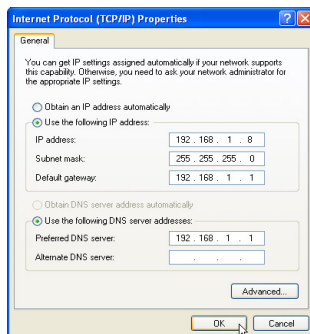 Internet Protocol (TCP/IP) Properties
General
You can get IP settings assigned automatically if your network supports
this capability. Otherwise, you need to ask your network administrator for
the appropriate IP settings.
Obtain an IP address automatically
Use the following IP address:
IP address: 192 . 168 . 1 . 8
Subnet mask: 255 . 255 . 255 . 0
Default gateway: 192 . 168 . 1 . 1
Obtain DNS server address automatically
Use the following DNS server addresses:
Preferred DNS server: 192 . 168 . 1 . 1
Alternate DNS server: . . .
Advanced...
OK Cancel